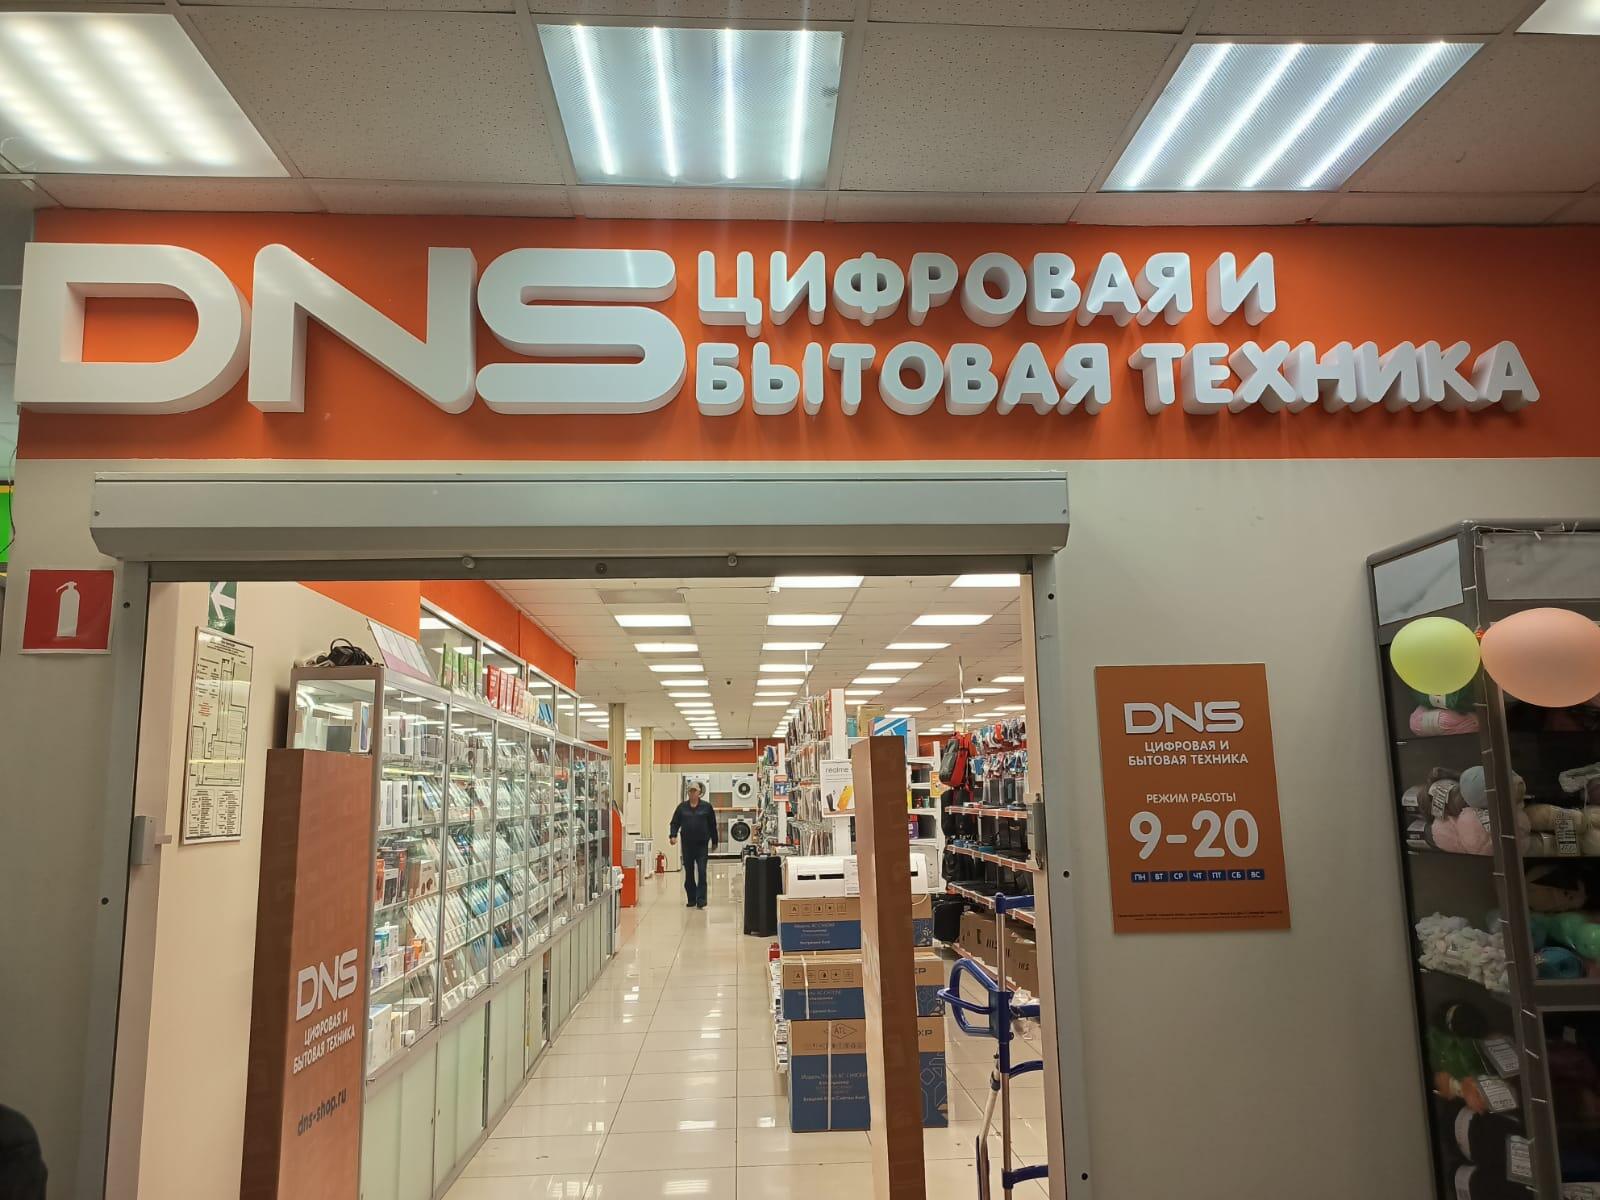 DNS
ЦИФРОВАЯ И
БЫТОВАЯ ТЕХНИКА
DNS
ЦИФРОВАЯ И
БЫТОВАЯ ТЕХНИКА
РЕЖИМ РАБОТЫ
9-20
ПН ВТ СР ЧТ ПТ СБ ВС
DNS
ЦИФРОВАЯ И
БЫТОВАЯ ТЕХНИКА
dns-shop.ru
realme